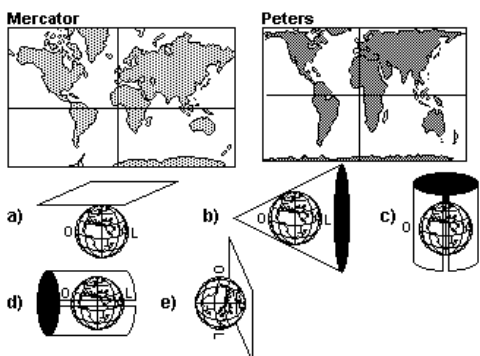 Mercator Peters
a) b) c)
O L O L O L
d) e)
O L O L